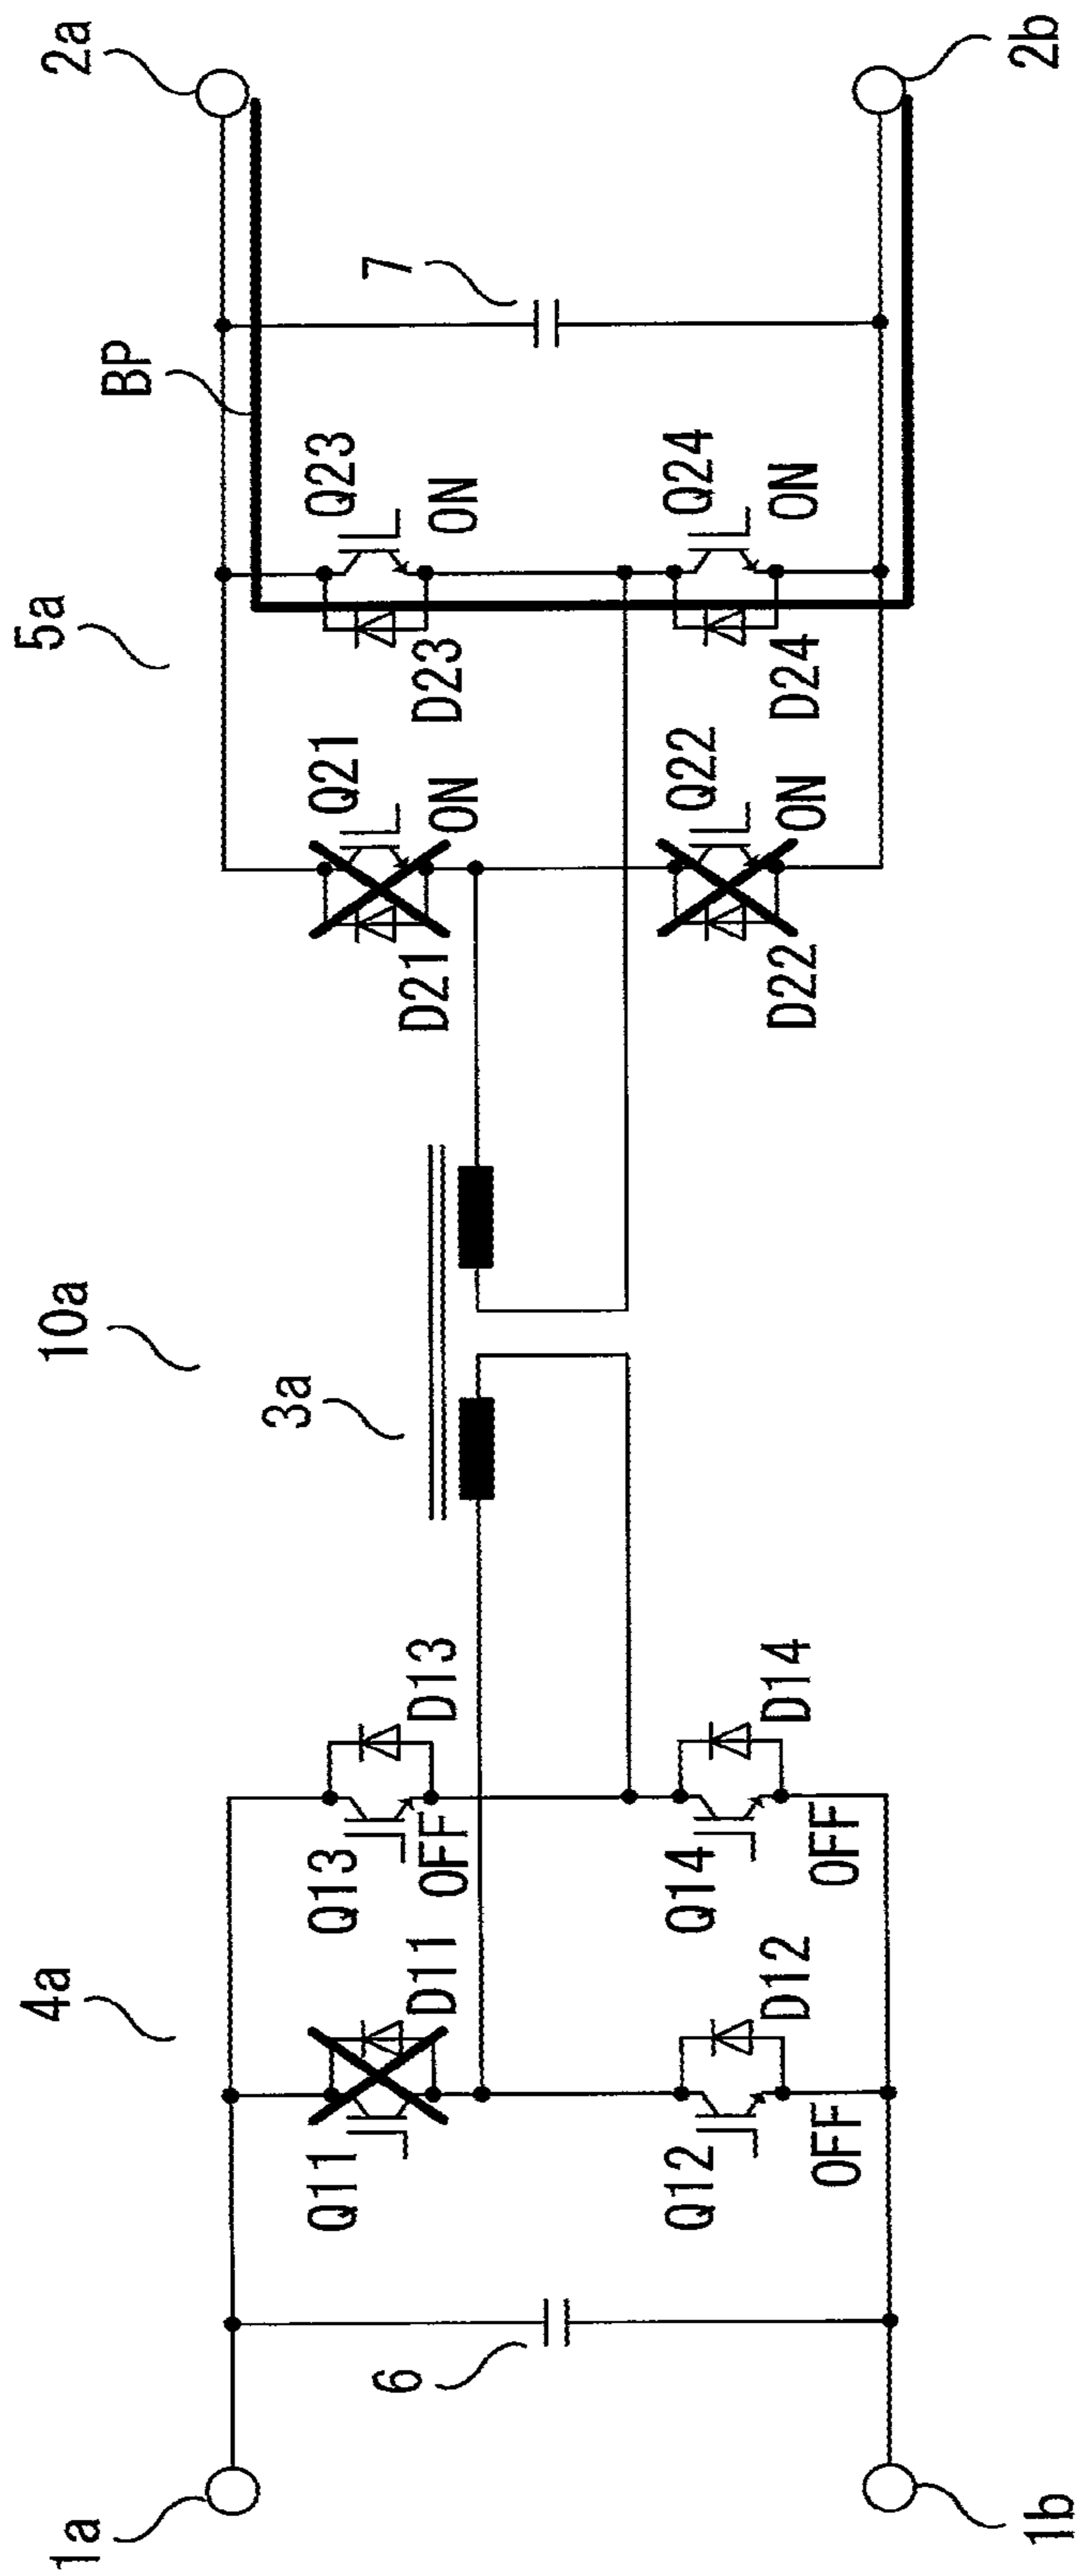 4a
10a
5a
2a
1a
BP
3a
7
Q11
Q13
Q21
Q23
6
D11
D13
OFF
D21
ON
D23
ON
Q12
Q14
Q22
Q24
D12
D14
D22
ON
D24
ON
OFF
OFF
1b
2b